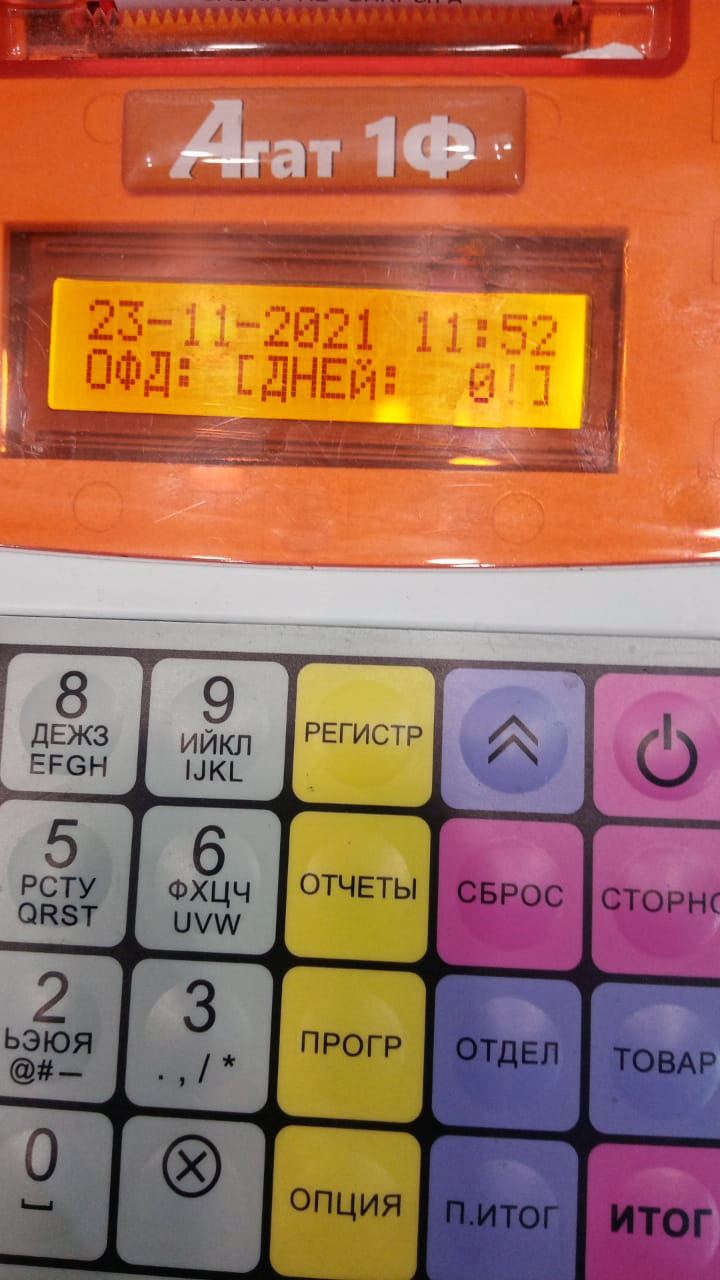 Агат 1Ф
23-11-2021 11:52
ОФД: [ДНЕЙ: 0!]
8 9 РЕГИСТР
ДЕЖЗ ИЙКЛ
EFGH IJKL
5 6 ОТЧЕТЫ СБРОС СТОРНО
РСТУ ФХЦЧ
QRST UVW
2 3 ПРОГР ОТДЕЛ ТОВАР
ЬЭЮЯ . , / *
@#—
0 ОПЦИЯ П.ИТОГ ИТОГ